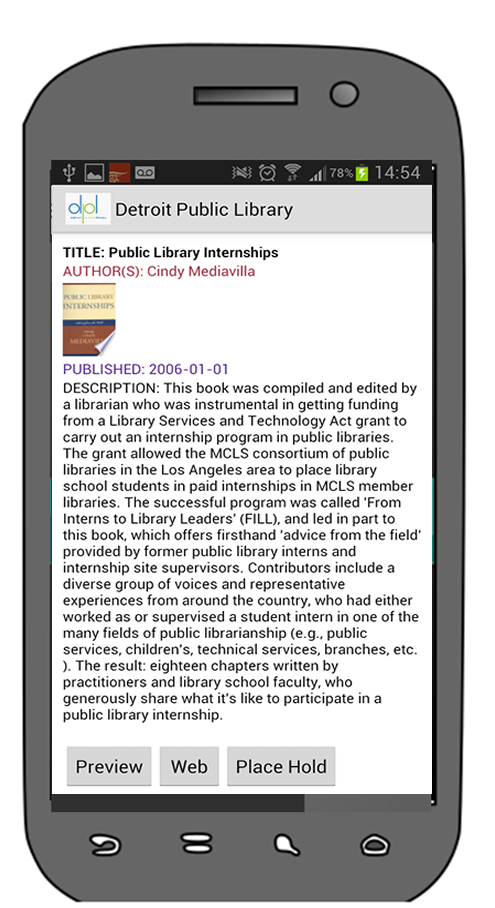 78% 14:54
dpl Detroit Public Library
TITLE: Public Library Internships
AUTHOR(S): Cindy Mediavilla
PUBLIC LIBRARY
INTERNSHIPS
MEDIAVILLA
PUBLISHED: 2006-01-01
DESCRIPTION: This book was compiled and edited by
a librarian who was instrumental in getting funding
from a Library Services and Technology Act grant to
carry out an internship program in public libraries.
The grant allowed the MCLS consortium of public
libraries in the Los Angeles area to place library
school students in paid internships in MCLS member
libraries. The successful program was called 'From
Interns to Library Leaders' (FILL), and led in part to
this book, which offers firsthand 'advice from the field'
provided by former public library interns and
internship site supervisors. Contributors include a
diverse group of voices and representative
experiences from around the country, who had either
worked as or supervised a student intern in one of the
many fields of public librarianship (e.g., public
services, children's, technical services, branches, etc.
). The result: eighteen chapters written by
practitioners and library school faculty, who
generously share what it's like to participate in a
public library internship.
Preview Web Place Hold